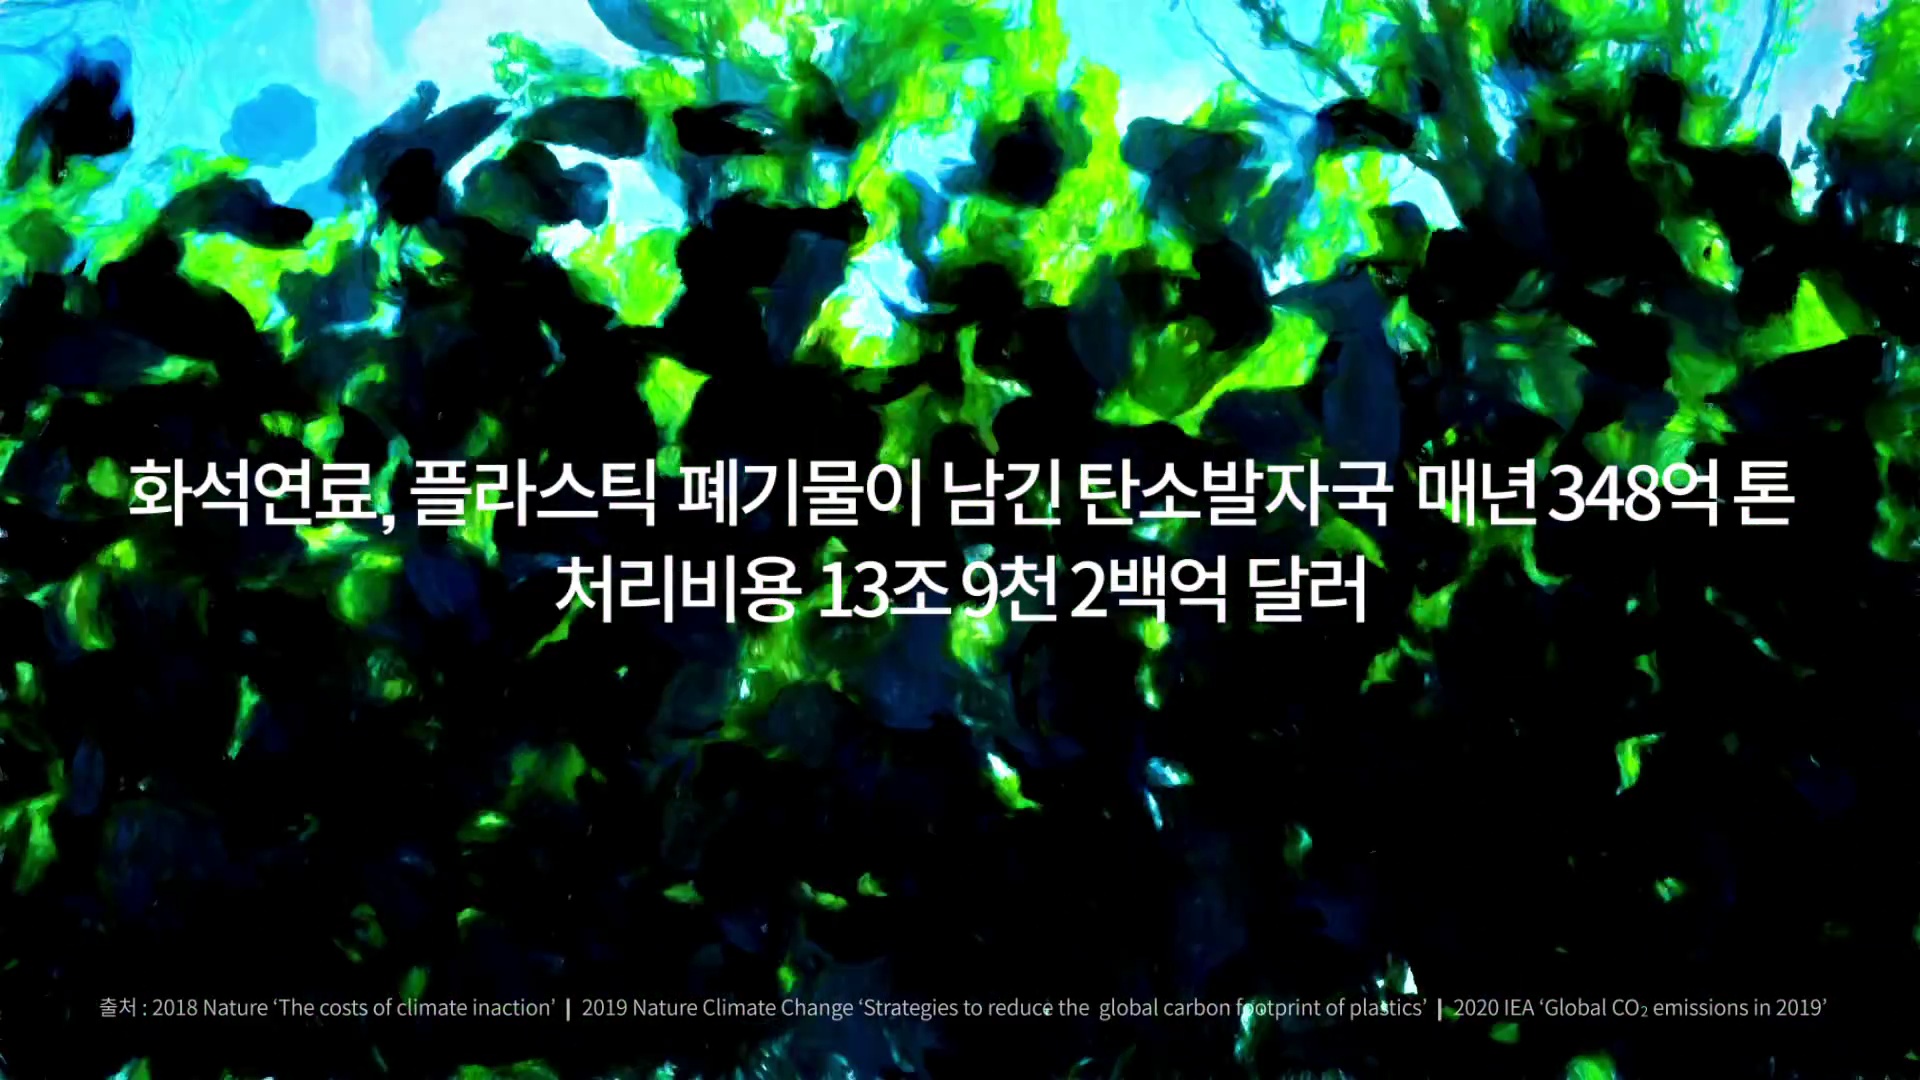 화석연료, 플라스틱 폐기물이 남긴 탄소발자국 매년 348억 톤
처리비용 13조 9천 2백억 달러
출처 : 2018 Nature ‘The costs of climate inaction’ | 2019 Nature Climate Change ‘Strategies to reduce the global carbon footprint of plastics’ | 2020 IEA ‘Global CO₂ emissions in 2019’